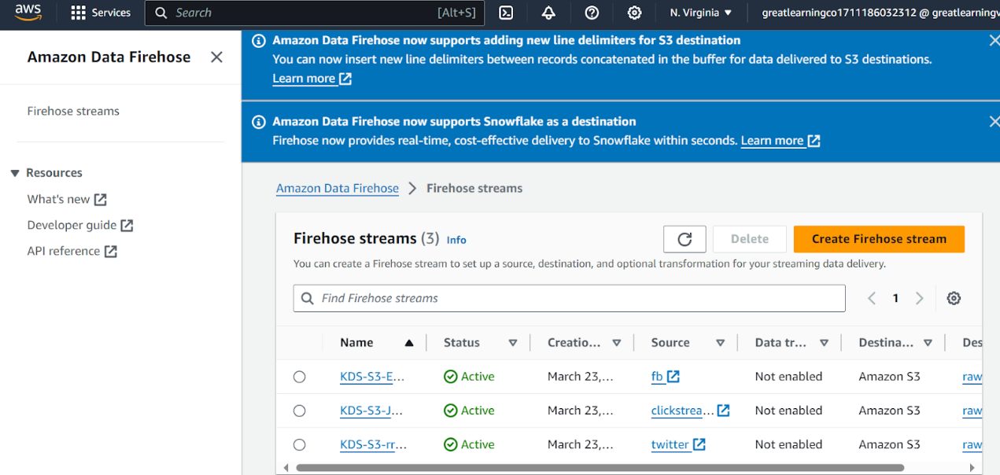 aws Services Search [Alt+S] N. Virginia greatlearningco1711186032312 @ greatlearningv
Amazon Data Firehose
Firehose streams
Resources
What's new
Developer guide
API reference
Amazon Data Firehose now supports adding new line delimiters for S3 destination
You can now insert new line delimiters between records concatenated in the buffer for data delivered to S3 destinations.
Learn more
Amazon Data Firehose now supports Snowflake as a destination
Firehose now provides real-time, cost-effective delivery to Snowflake within seconds. Learn more
Amazon Data Firehose > Firehose streams
Firehose streams (3) Info Delete Create Firehose stream
You can create a Firehose stream to set up a source, destination, and optional transformation for your streaming data delivery.
Find Firehose streams 1
Name Status Creatio... Source Data tr... Destina... Des
KDS-S3-E... Active March 23,... fb Not enabled Amazon S3 raw
KDS-S3-J... Active March 23,... clickstrea... Not enabled Amazon S3 raw
KDS-S3-rr... Active March 23,... twitter Not enabled Amazon S3 raw